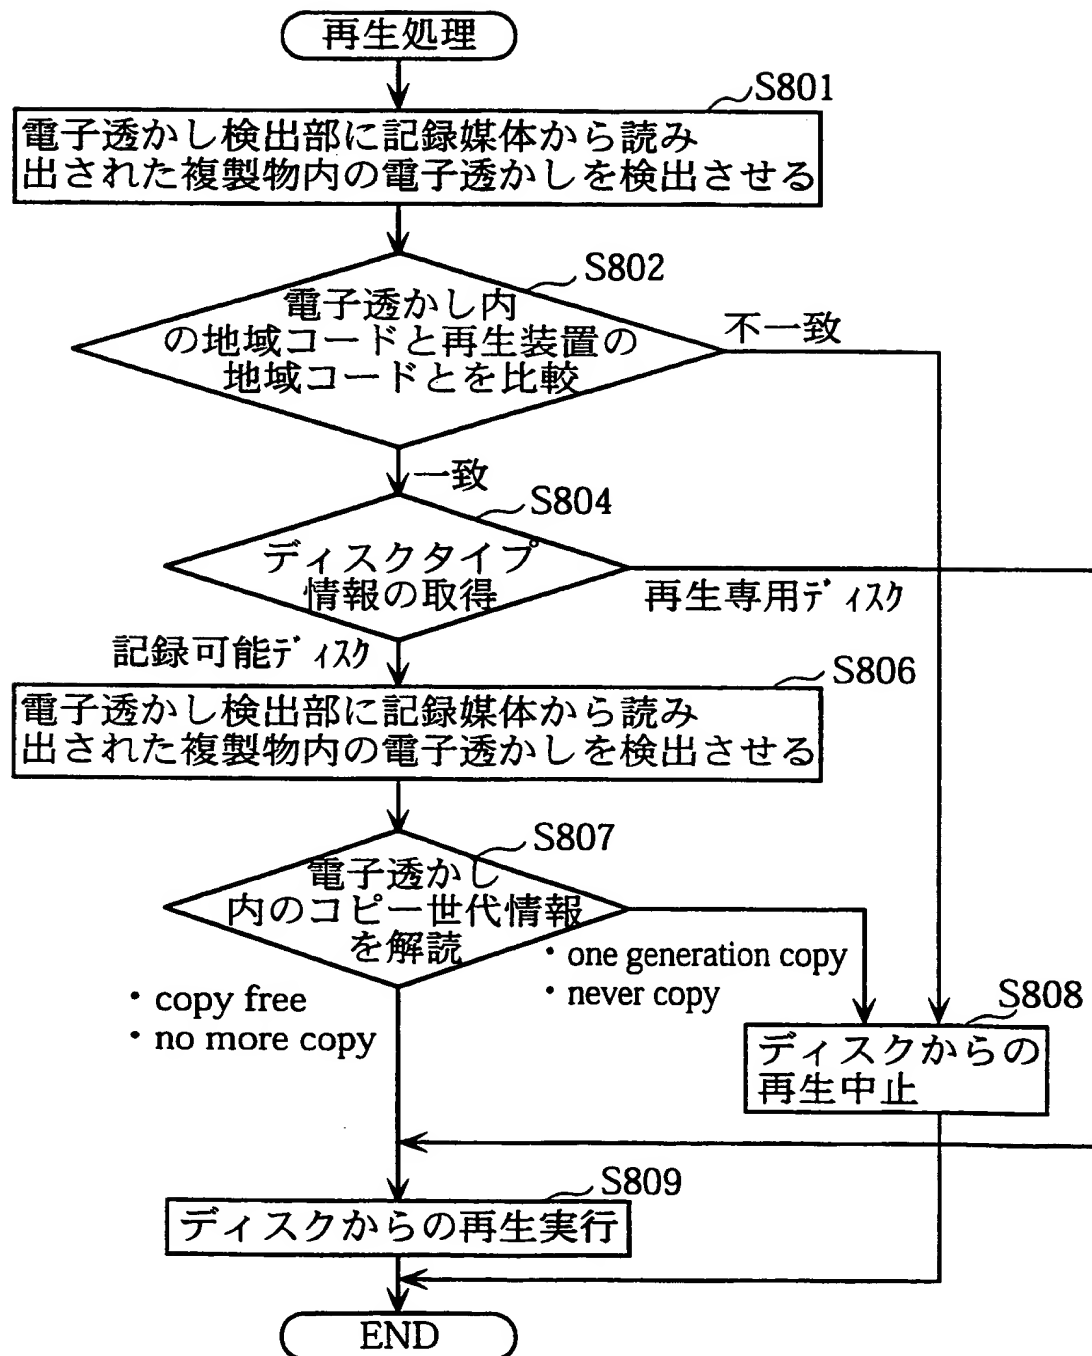 再生処理
S801
電子透かし検出部に記録媒体から読み
出された複製物内の電子透かしを検出させる
S802
電子透かし内
の地域コードと再生装置の
地域コードとを比較
不一致
一致
S804
ディスクタイプ
情報の取得
再生専用ディスク
記録可能ディスク
S806
電子透かし検出部に記録媒体から読み
出された複製物内の電子透かしを検出させる
S807
電子透かし
内のコピー世代情報
を解読
・one generation copy
・never copy
・copy free
・no more copy
S808
ディスクからの
再生中止
S809
ディスクからの再生実行
END